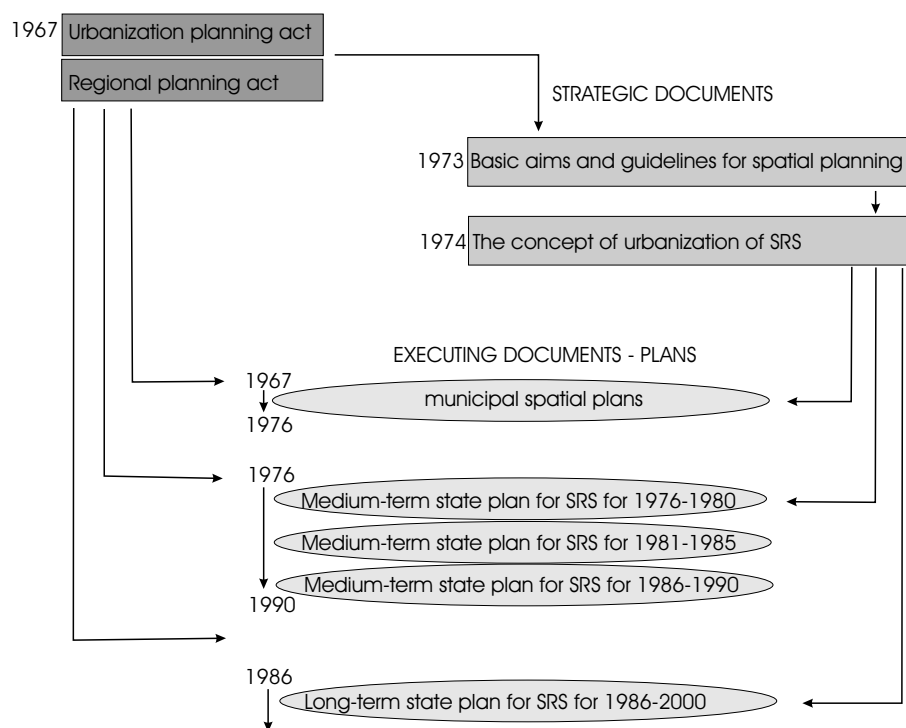 1967 Urbanization planning act
Regional planning act
STRATEGIC DOCUMENTS
1973 Basic aims and guidelines for spatial planning
1974 The concept of urbanization of SRS
EXECUTING DOCUMENTS - PLANS
1967
municipal spatial plans
1976
1976
Medium-term state plan for SRS for 1976-1980
Medium-term state plan for SRS for 1981-1985
Medium-term state plan for SRS for 1986-1990
1990
1986
Long-term state plan for SRS for 1986-2000